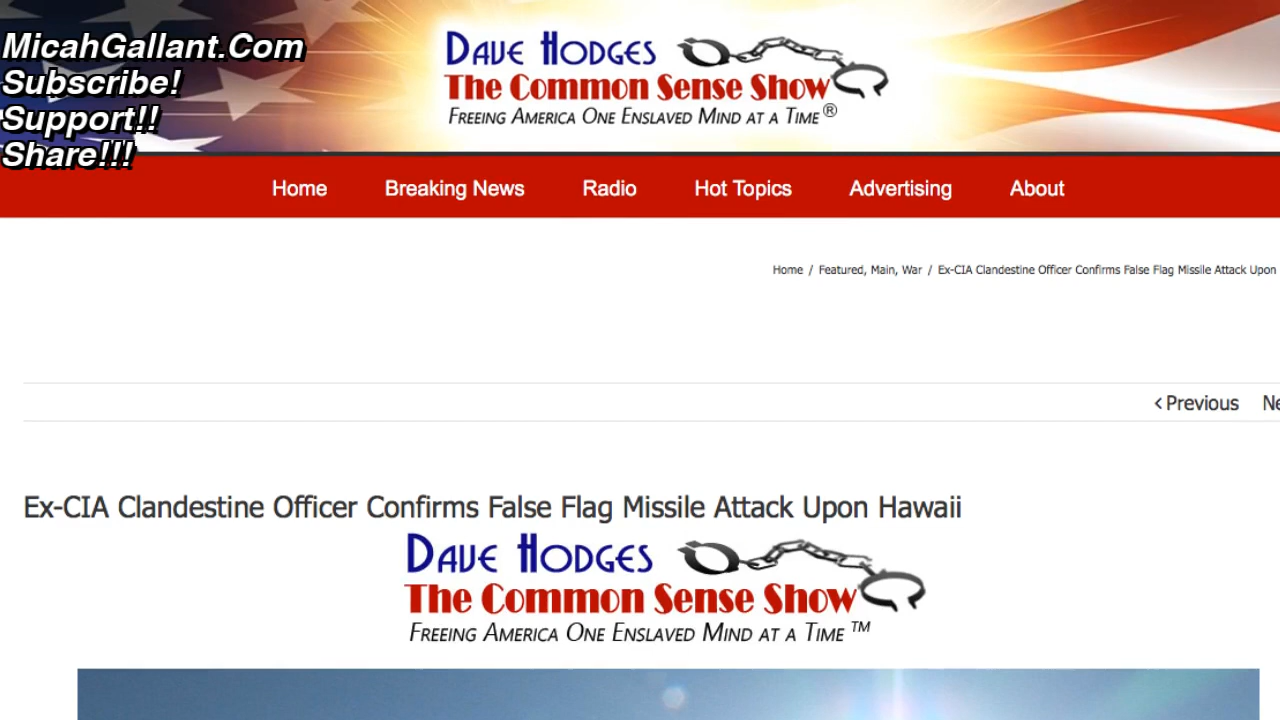 MicahGallant.Com
Subscribe!
Support!!
Share!!!
DAVE HODGES
THE COMMON SENSE SHOW
FREEING AMERICA ONE ENSLAVED MIND AT A TIME®
Home Breaking News Radio Hot Topics Advertising About
Home / Featured, Main, War / Ex-CIA Clandestine Officer Confirms False Flag Missile Attack Upon
< Previous Ne
Ex-CIA Clandestine Officer Confirms False Flag Missile Attack Upon Hawaii
DAVE HODGES
THE COMMON SENSE SHOW
FREEING AMERICA ONE ENSLAVED MIND AT A TIME™